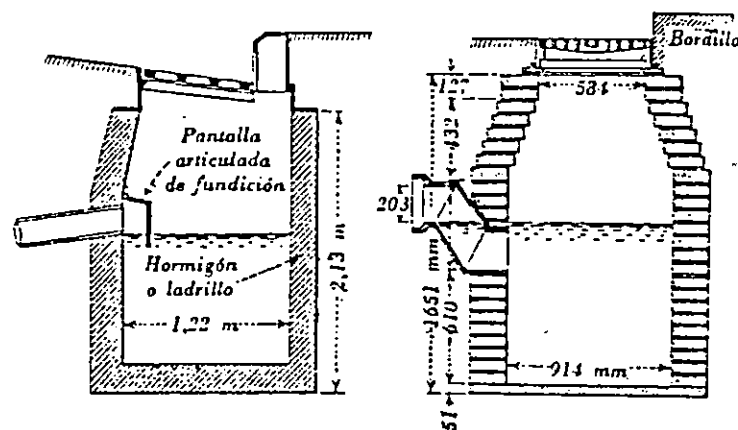 Bordillo
Pantalla
articulada
de fundición
Hormigón
o ladrillo
1,22 m
2,13 m
127
584
432
203
1651 mm
610
914 mm
51